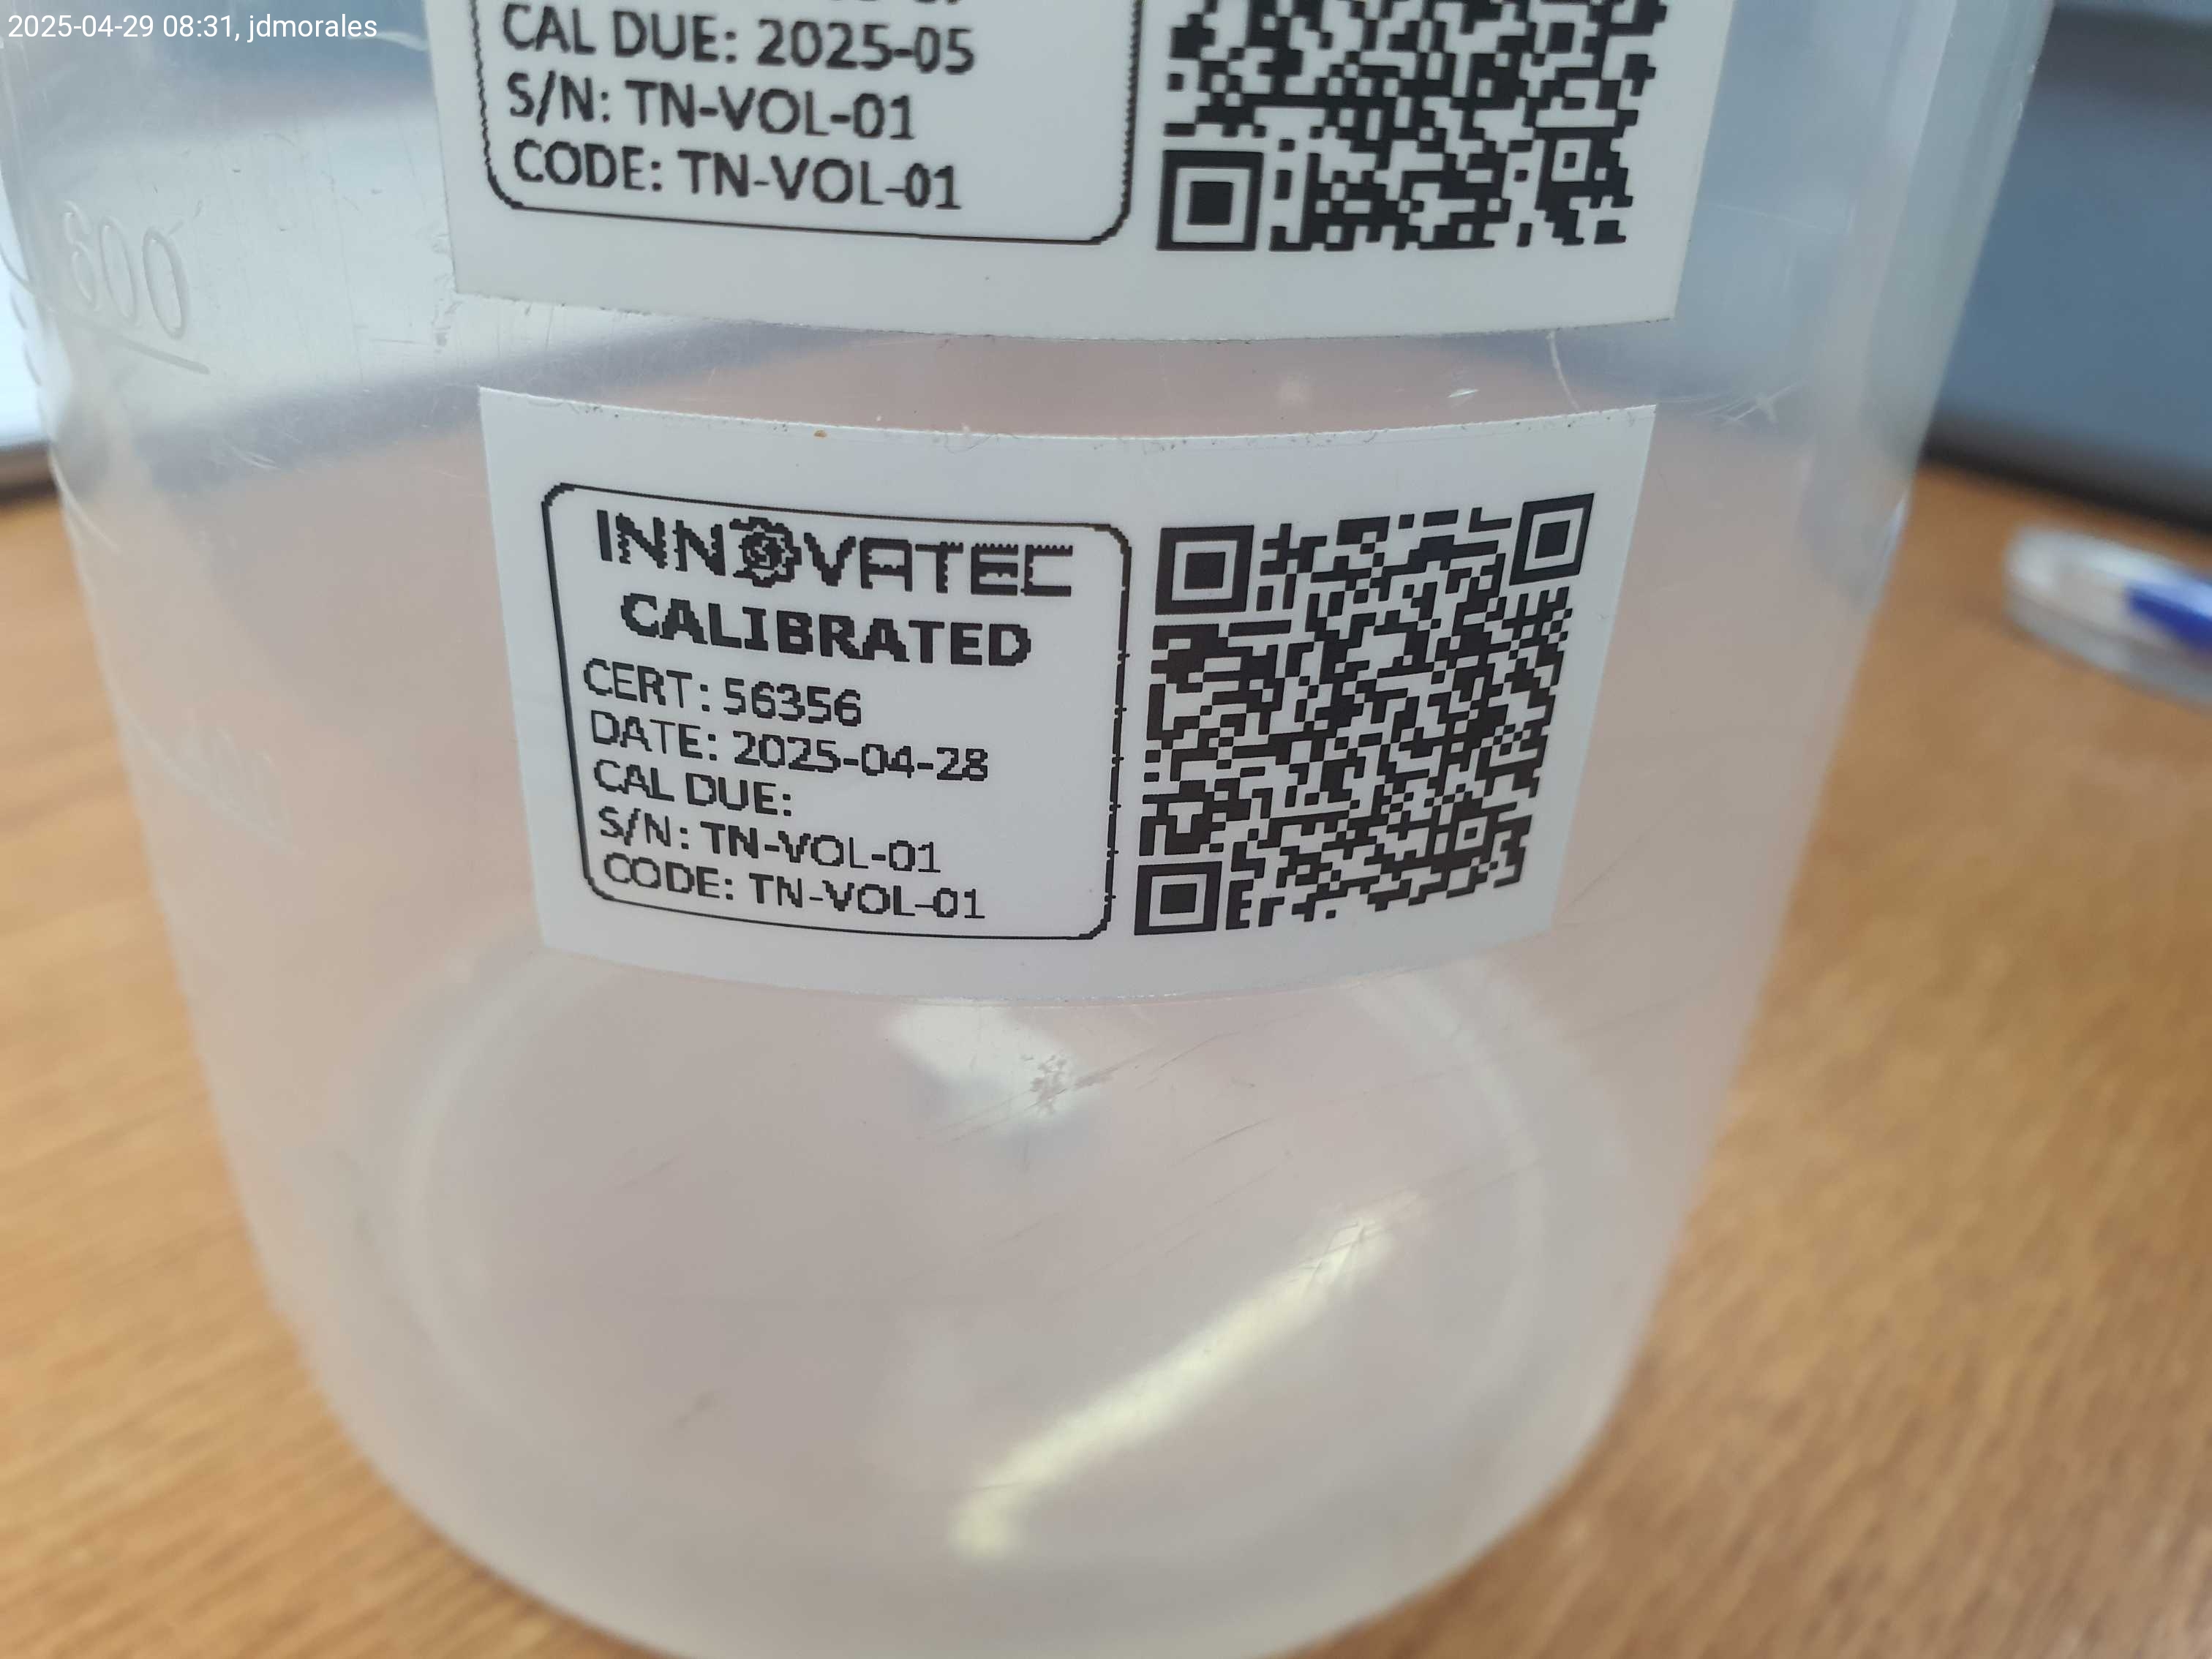 2025-04-29 08:31, jdmorales
CAL DUE: 2025-05
S/N: TN-VOL-01
CODE: TN-VOL-01
600
INNOVATEC
CALIBRATED
CERT: 56356
DATE: 2025-04-28
CAL DUE:
S/N: TN-VOL-01
CODE: TN-VOL-01